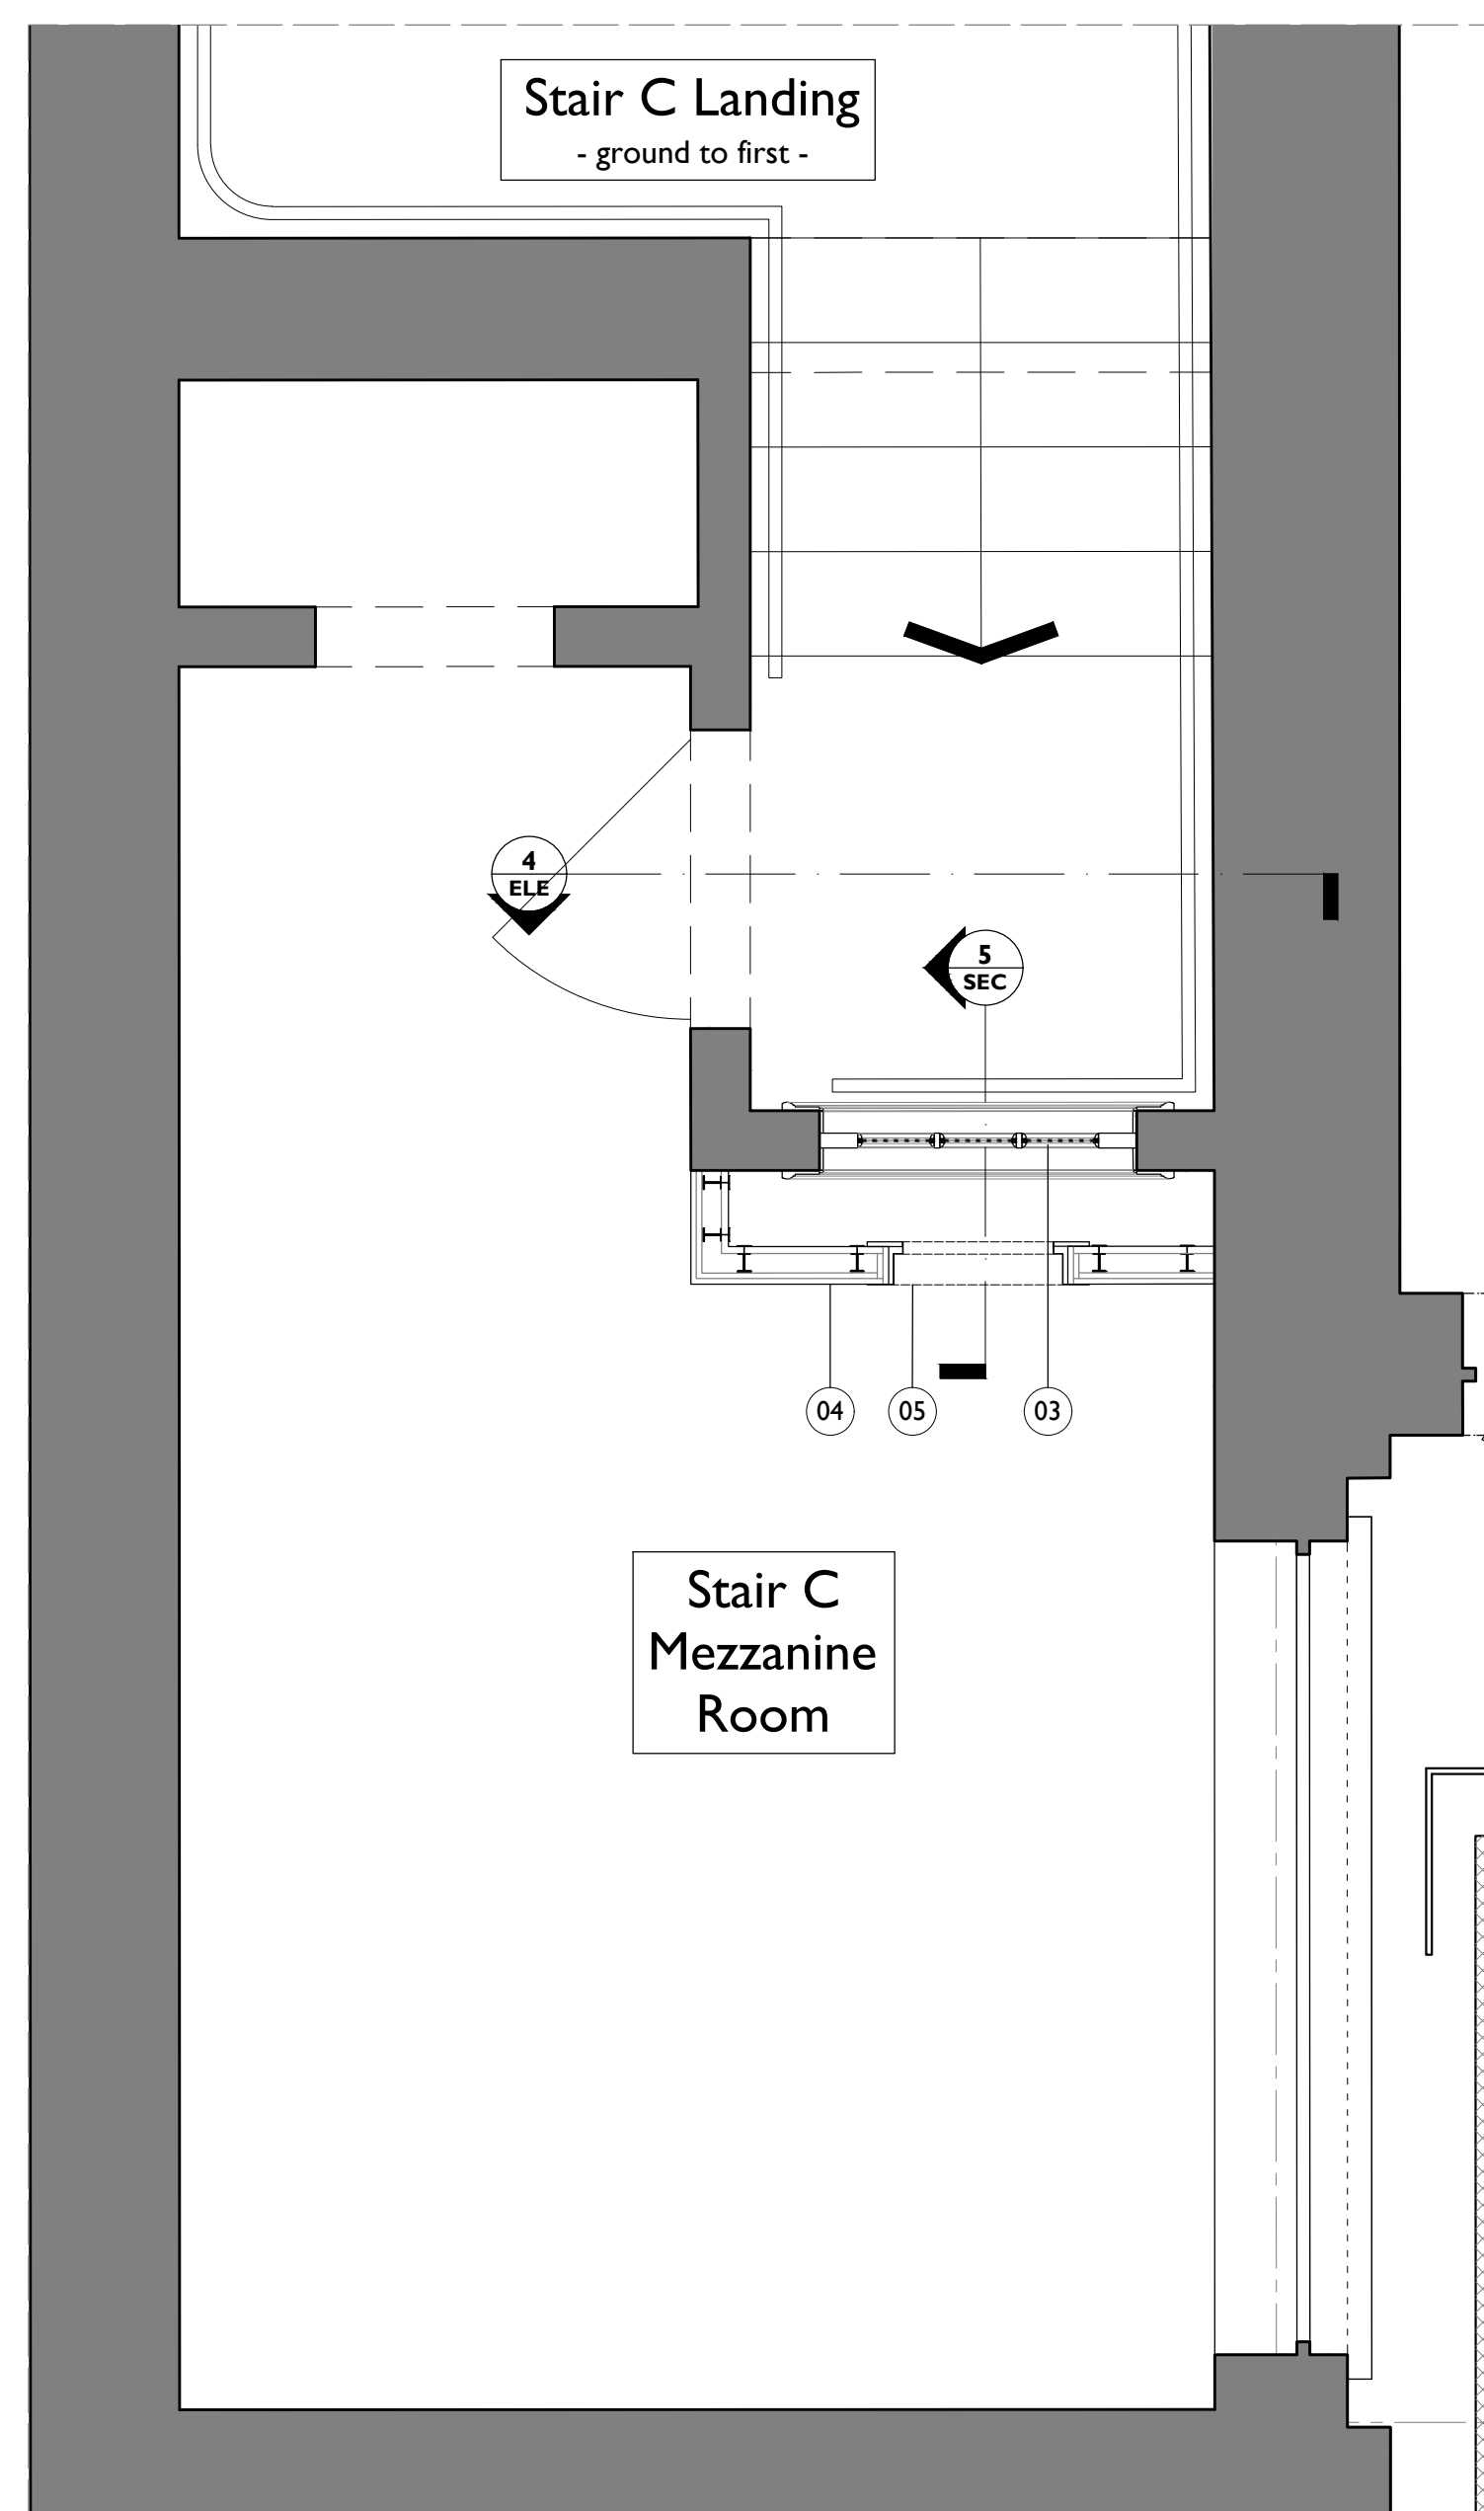 Stair C Landing
- ground to first -
4
ELE
5
SEC
04
05
03
Stair C
Mezzanine
Room